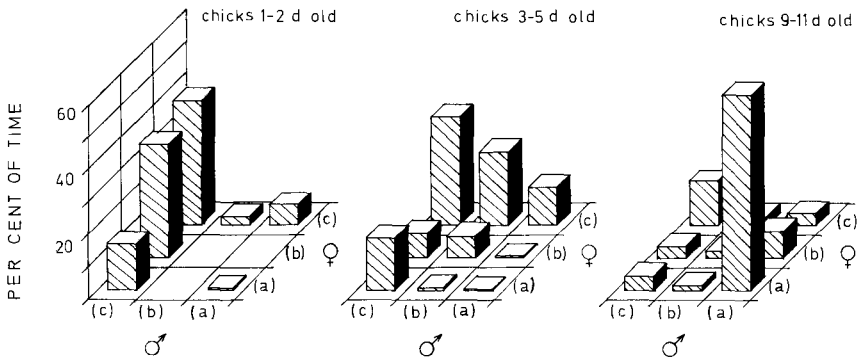 chicks 1-2 d old
chicks 3-5 d old
chicks 9-11 d old
PER CENT OF TIME
60
40
20
(c)
(b)
(a)
♀
(c) (b) (a)
♂
(c)
(b)
(a)
♀
(c) (b) (a)
♂
(c)
(b)
(a)
♀
(c) (b) (a)
♂